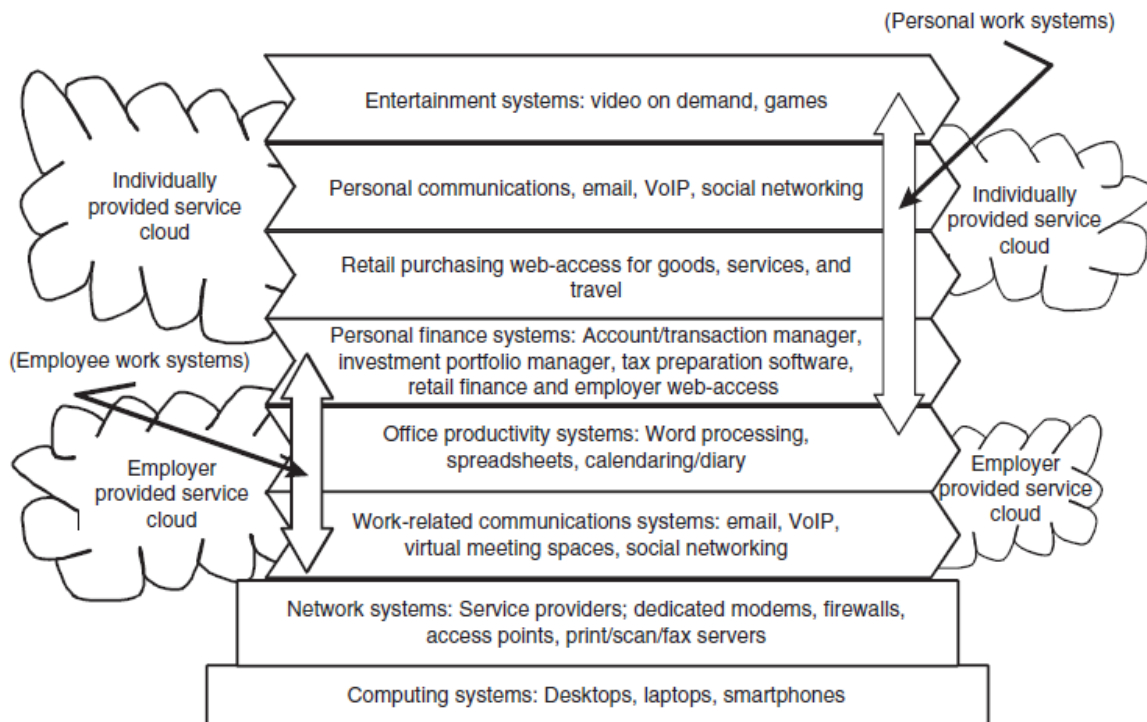 (Personal work systems)
Entertainment systems: video on demand, games
Individually
provided service
cloud
Personal communications, email, VoIP, social networking
Individually
provided service
cloud
Retail purchasing web-access for goods, services, and
travel
(Employee work systems)
Personal finance systems: Account/transaction manager,
investment portfolio manager, tax preparation software,
retail finance and employer web-access
Employer
provided service
cloud
Office productivity systems: Word processing,
spreadsheets, calendaring/diary
Employer
provided service
cloud
Work-related communications systems: email, VoIP,
virtual meeting spaces, social networking
Network systems: Service providers; dedicated modems, firewalls,
access points, print/scan/fax servers
Computing systems: Desktops, laptops, smartphones